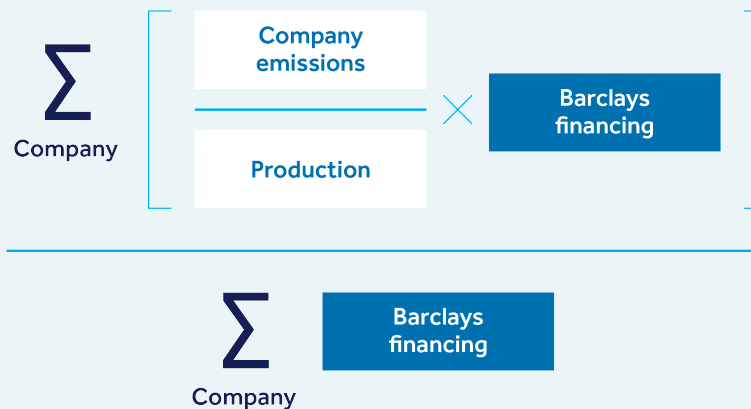 Σ
Company
Company
emissions
Production
×
Barclays
financing
Σ
Company
Barclays
financing